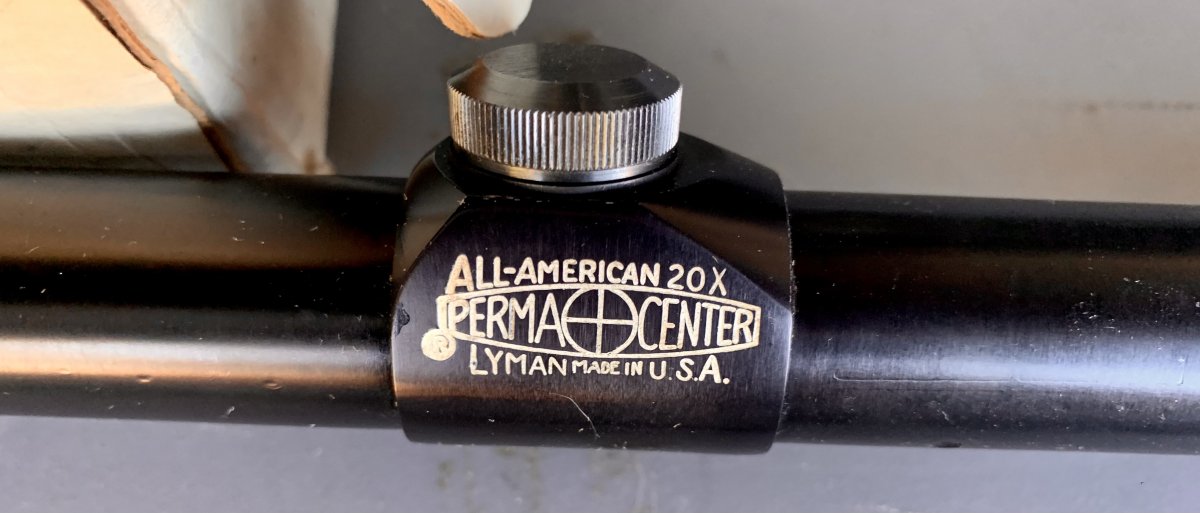 ALL-AMERICAN 20X
PERMA CENTER
® LYMAN MADE IN U.S.A.